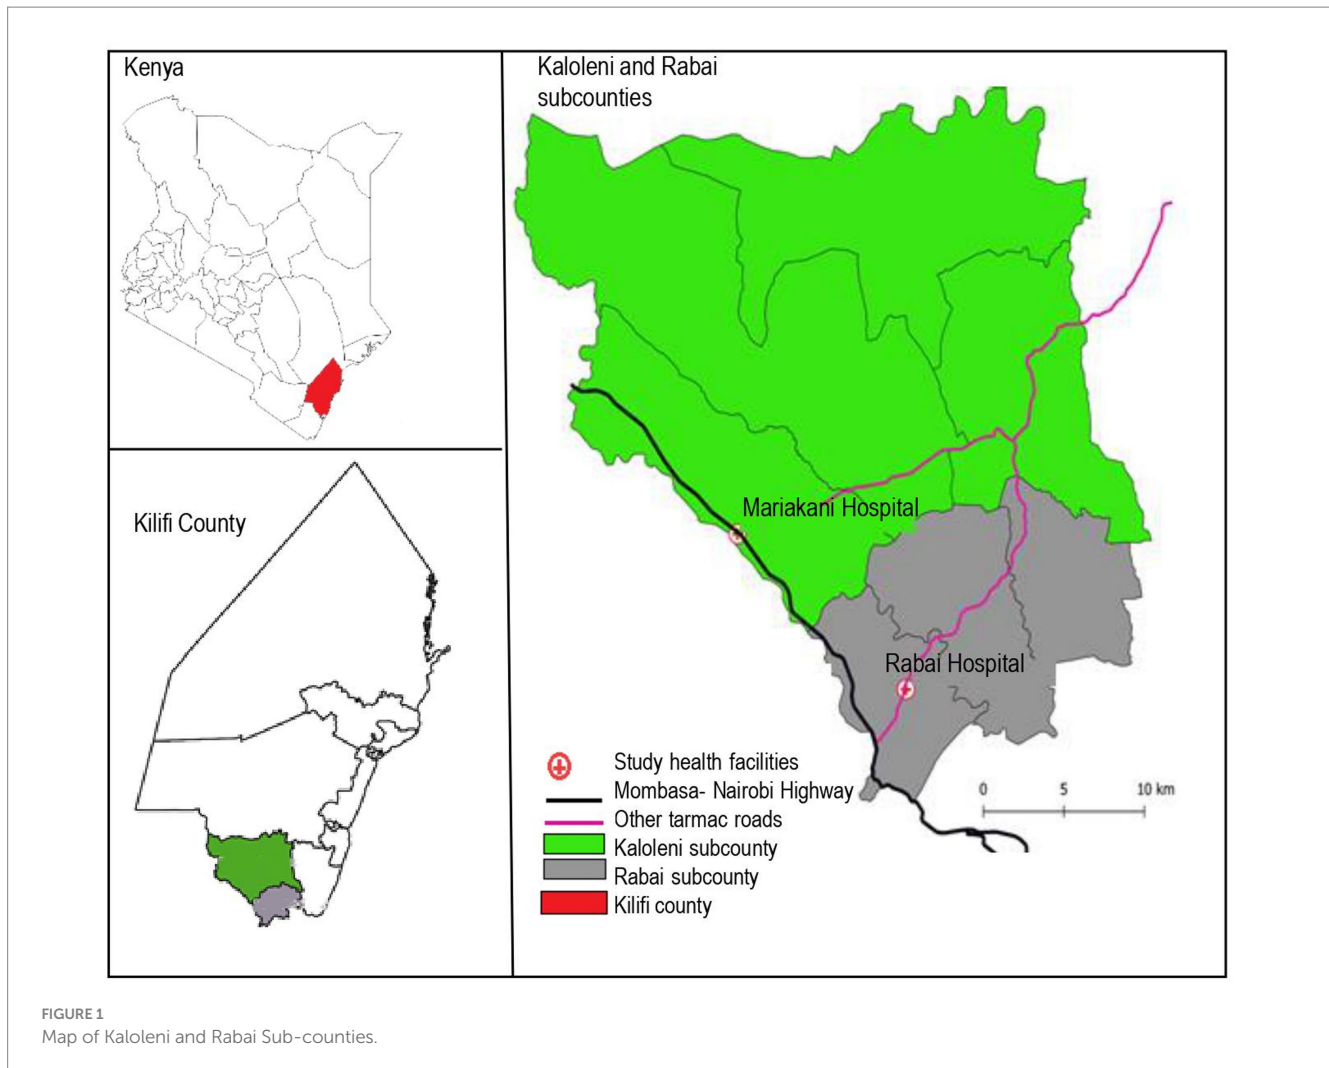 Kenya
Kilifi County
Kaloleni and Rabai
subcounties
Mariakani Hospital
Rabai Hospital
Study health facilities
Mombasa- Nairobi Highway
Other tarmac roads
Kaloleni subcounty
Rabai subcounty
Kilifi county
0 5 10 km
FIGURE 1
Map of Kaloleni and Rabai Sub-counties.